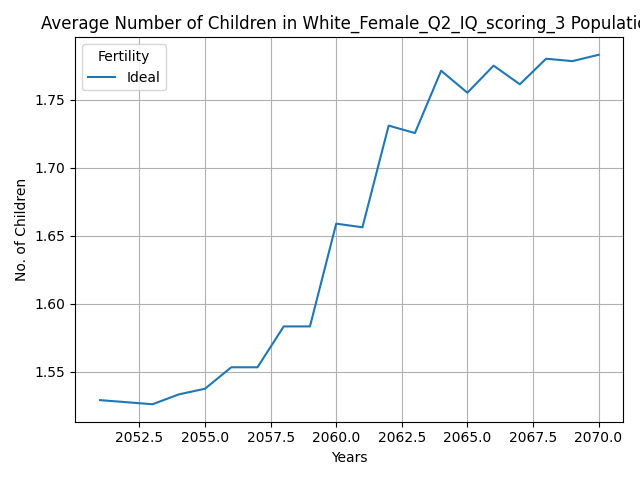 Average Number of Children in White_Female_Q2_IQ_scoring_3 Populatio
Fertility
Ideal
1.75
1.70
1.65
1.60
1.55
No. of Children
2052.5 2055.0 2057.5 2060.0 2062.5 2065.0 2067.5 2070.0
Years